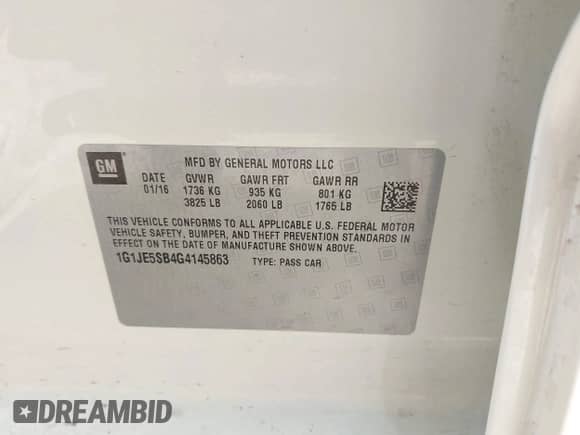 GM
MFD BY GENERAL MOTORS LLC
DATE GVWR GAWR FRT GAWR RR
01/16 1736 KG 935 KG 801 KG
3825 LB 2060 LB 1765 LB
THIS VEHICLE CONFORMS TO ALL APPLICABLE U.S. FEDERAL MOTOR
VEHICLE SAFETY, BUMPER, AND THEFT PREVENTION STANDARDS IN
EFFECT ON THE DATE OF MANUFACTURE SHOWN ABOVE.
1G1JE5SB4G4145863 TYPE: PASS CAR
DREAMBID